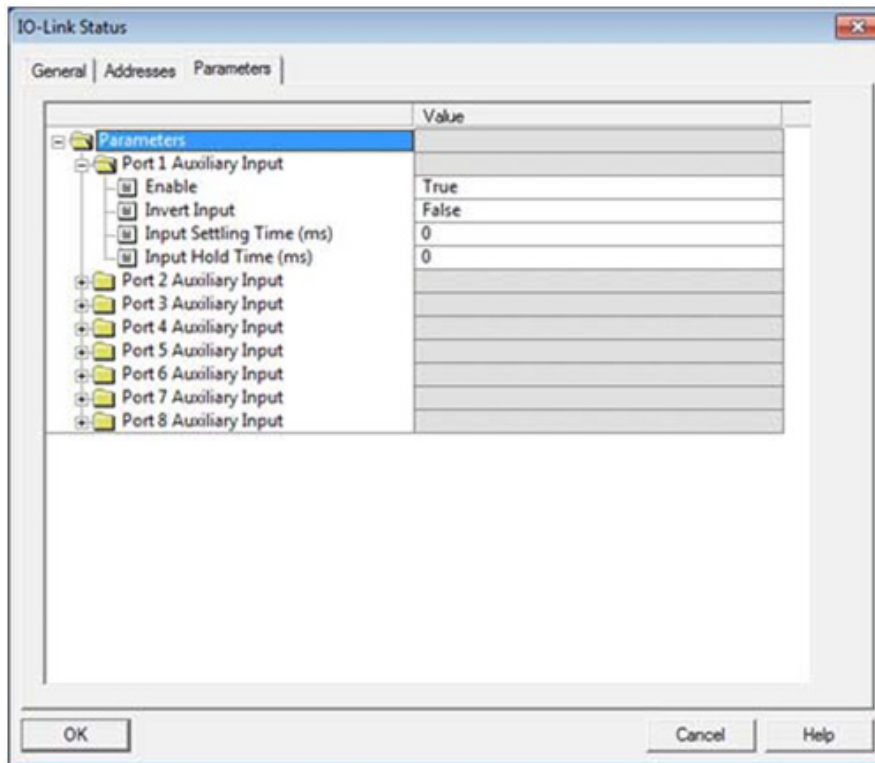 IO-Link Status
General Addresses Parameters
Value
Parameters
Port 1 Auxiliary Input
Enable True
Invert Input False
Input Settling Time (ms) 0
Input Hold Time (ms) 0
Port 2 Auxiliary Input
Port 3 Auxiliary Input
Port 4 Auxiliary Input
Port 5 Auxiliary Input
Port 6 Auxiliary Input
Port 7 Auxiliary Input
Port 8 Auxiliary Input
OK Cancel Help